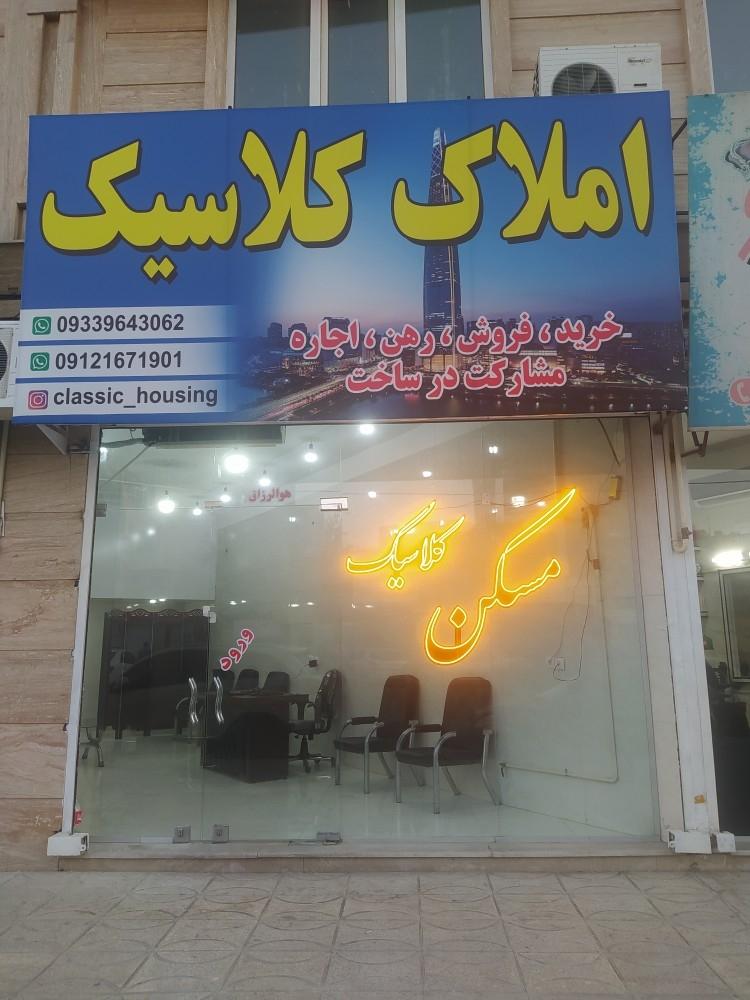 املاک کلاسیک
09339643062
09121671901
classic_housing
خرید ، فروش ، رهن ، اجاره
مشارکت در ساخت
هوالرزاق
مسکن کلاسیک
ورود